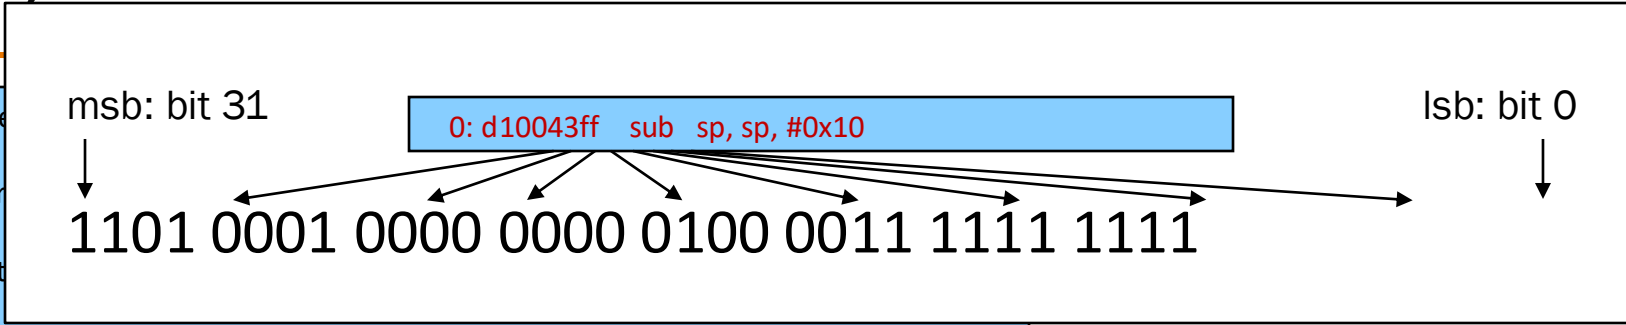 msb: bit 31 lsb: bit 0
0: d10043ff sub sp, sp, #0x10
1101 0001 0000 0000 0100 0011 1111 1111